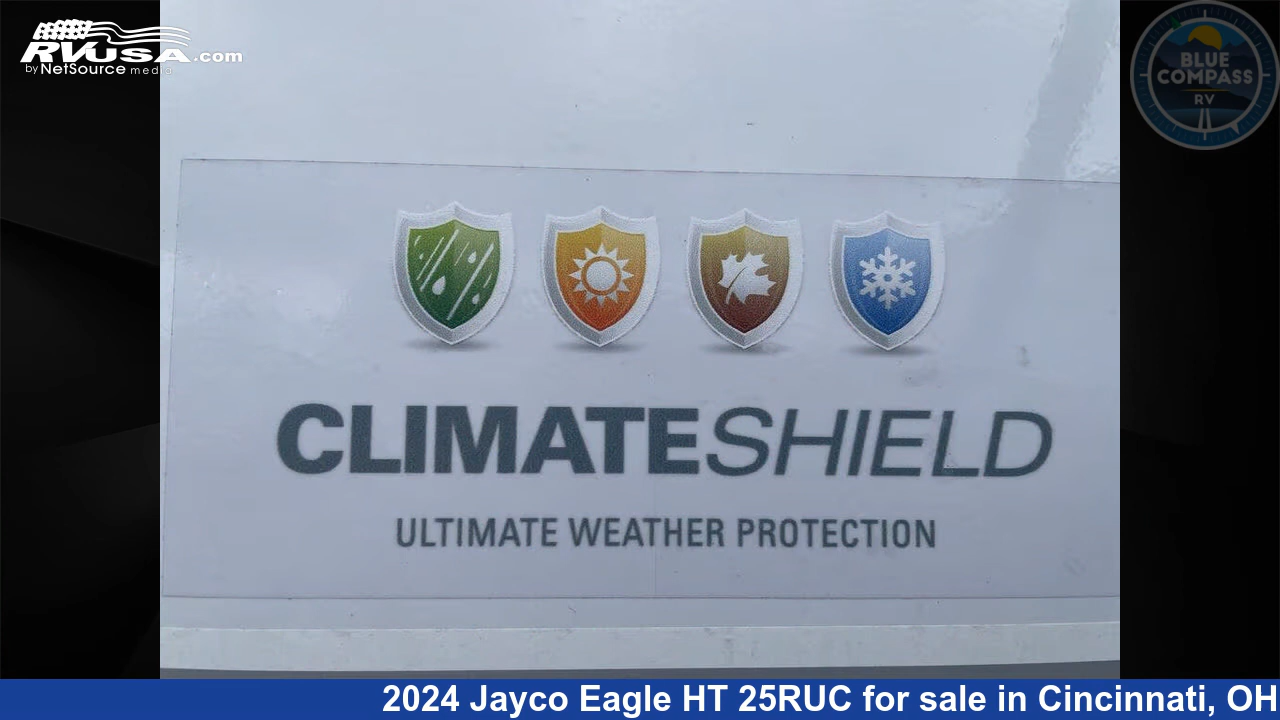 RVUSA.com
by NetSource media
BLUE
COMPASS
RV
CLIMATESHIELD
ULTIMATE WEATHER PROTECTION
2024 Jayco Eagle HT 25RUC for sale in Cincinnati, OH